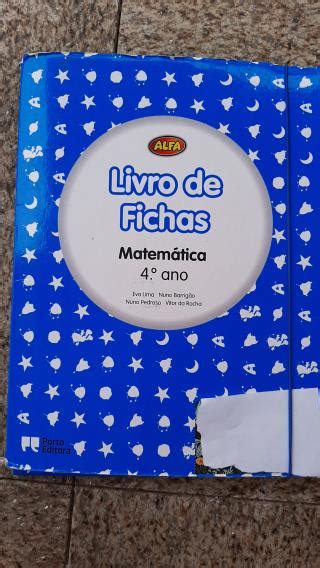 ALFA
Livro de
Fichas
Matemática
4.º ano
Eva Lima · Nuno Barrigão
Nuno Pedroso · Vítor da Rocha
Porto
Editora